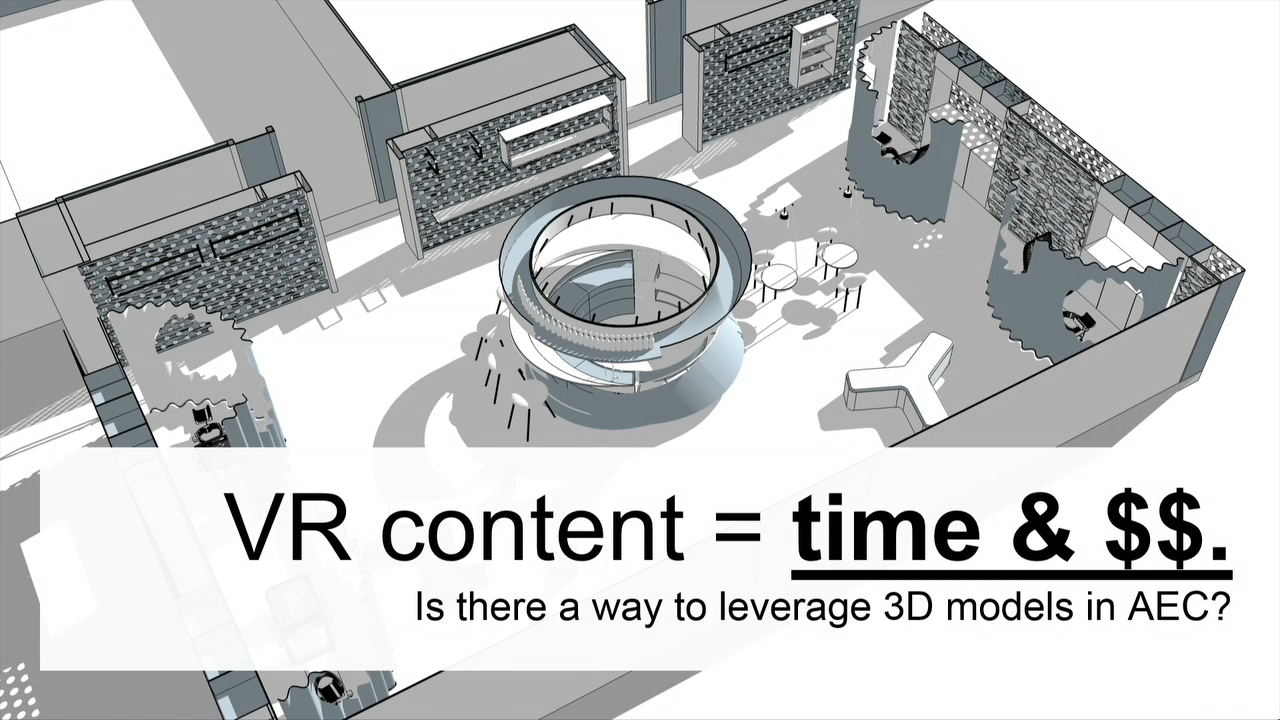 VR content = time & $$.
Is there a way to leverage 3D models in AEC?